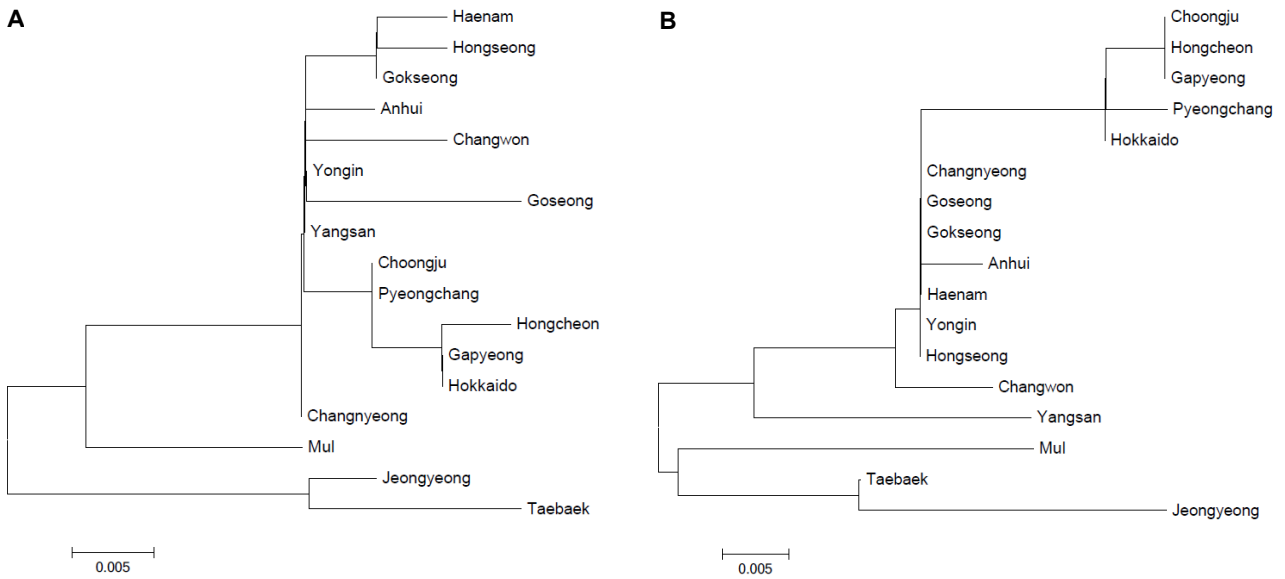 A
Haenam
Hongseong
Gokseong
Anhui
Changwon
Yongin
Goseong
Yangsan
Choongju
Pyeongchang
Hongcheon
Gapyeong
Hokkaido
Changnyeong
Mul
Jeongyeong
Taebaek
0.005
B
Choongju
Hongcheon
Gapyeong
Pyeongchang
Hokkaido
Changnyeong
Goseong
Gokseong
Anhui
Haenam
Yongin
Hongseong
Changwon
Yangsan
Mul
Taebaek
Jeongyeong
0.005